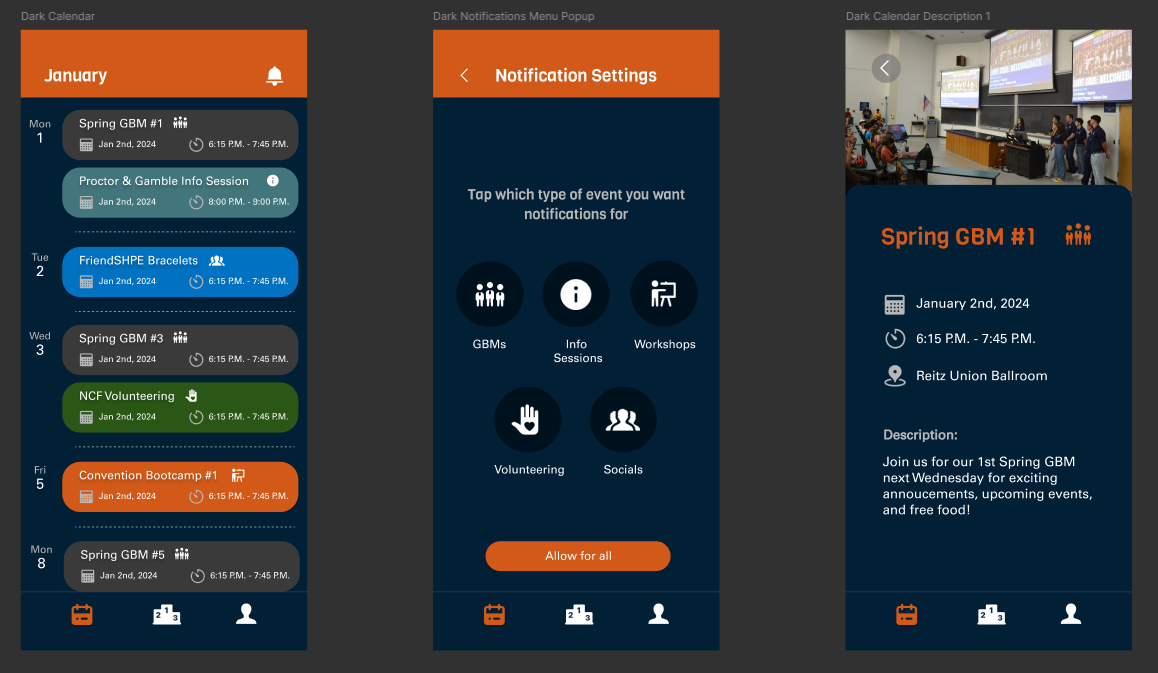 Dark Calendar
January
Mon
1
Spring GBM #1
Jan 2nd, 2024
6:15 P.M. - 7:45 P.M.
Proctor & Gamble Info Session
Jan 2nd, 2024
8:00 P.M. - 9:00 P.M.
Tue
2
FriendSHPE Bracelets
Jan 2nd, 2024
6:15 P.M. - 7:45 P.M.
Wed
3
Spring GBM #3
Jan 2nd, 2024
6:15 P.M. - 7:45 P.M.
NCF Volunteering
Jan 2nd, 2024
6:15 P.M. - 7:45 P.M.
Fri
5
Convention Bootcamp #1
Jan 2nd, 2024
6:15 P.M. - 7:45 P.M.
Mon
8
Spring GBM #5
Jan 2nd, 2024
6:15 P.M. - 7:45 P.M.
2 1 3
Dark Notifications Menu Popup
Notification Settings
Tap which type of event you want
notifications for
GBMs
Info
Sessions
Workshops
Volunteering
Socials
Allow for all
2 1 3
Dark Calendar Description 1
Spring GBM #1
January 2nd, 2024
6:15 P.M. - 7:45 P.M.
Reitz Union Ballroom
Description:
Join us for our 1st Spring GBM
next Wednesday for exciting
annoucements, upcoming events,
and free food!
2 1 3